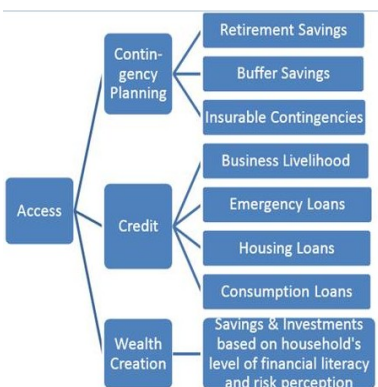 Access
Contin-
gency
Planning
Retirement Savings
Buffer Savings
Insurable Contingencies
Credit
Business Livelihood
Emergency Loans
Housing Loans
Consumption Loans
Wealth
Creation
Savings & Investments
based on household's
level of financial literacy
and risk perception